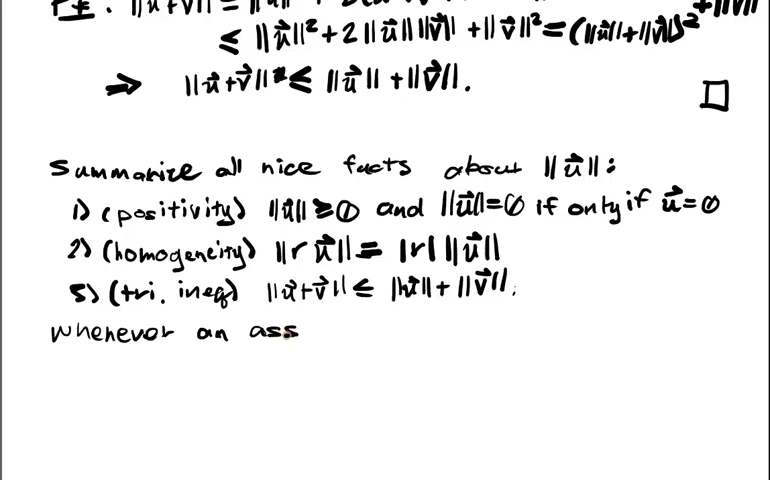 Pf: ||u⃗+v⃗||² =
≤ ||u⃗||² + 2||u⃗|| ||v⃗|| + ||v⃗||² = (||u⃗||+||v⃗||)²
⇒ ||u⃗+v⃗|| ≤ ||u⃗|| + ||v⃗||. □
Summarize all nice facts about ||u⃗||:
1) (positivity) ||u⃗|| ≥ 0 and ||u⃗||=0 if only if u⃗=0
2) (homogeneity) ||r u⃗|| = |r| ||u⃗||
3) (tri. ineq) ||u⃗+v⃗|| ≤ ||u⃗|| + ||v⃗||.
whenever an ass